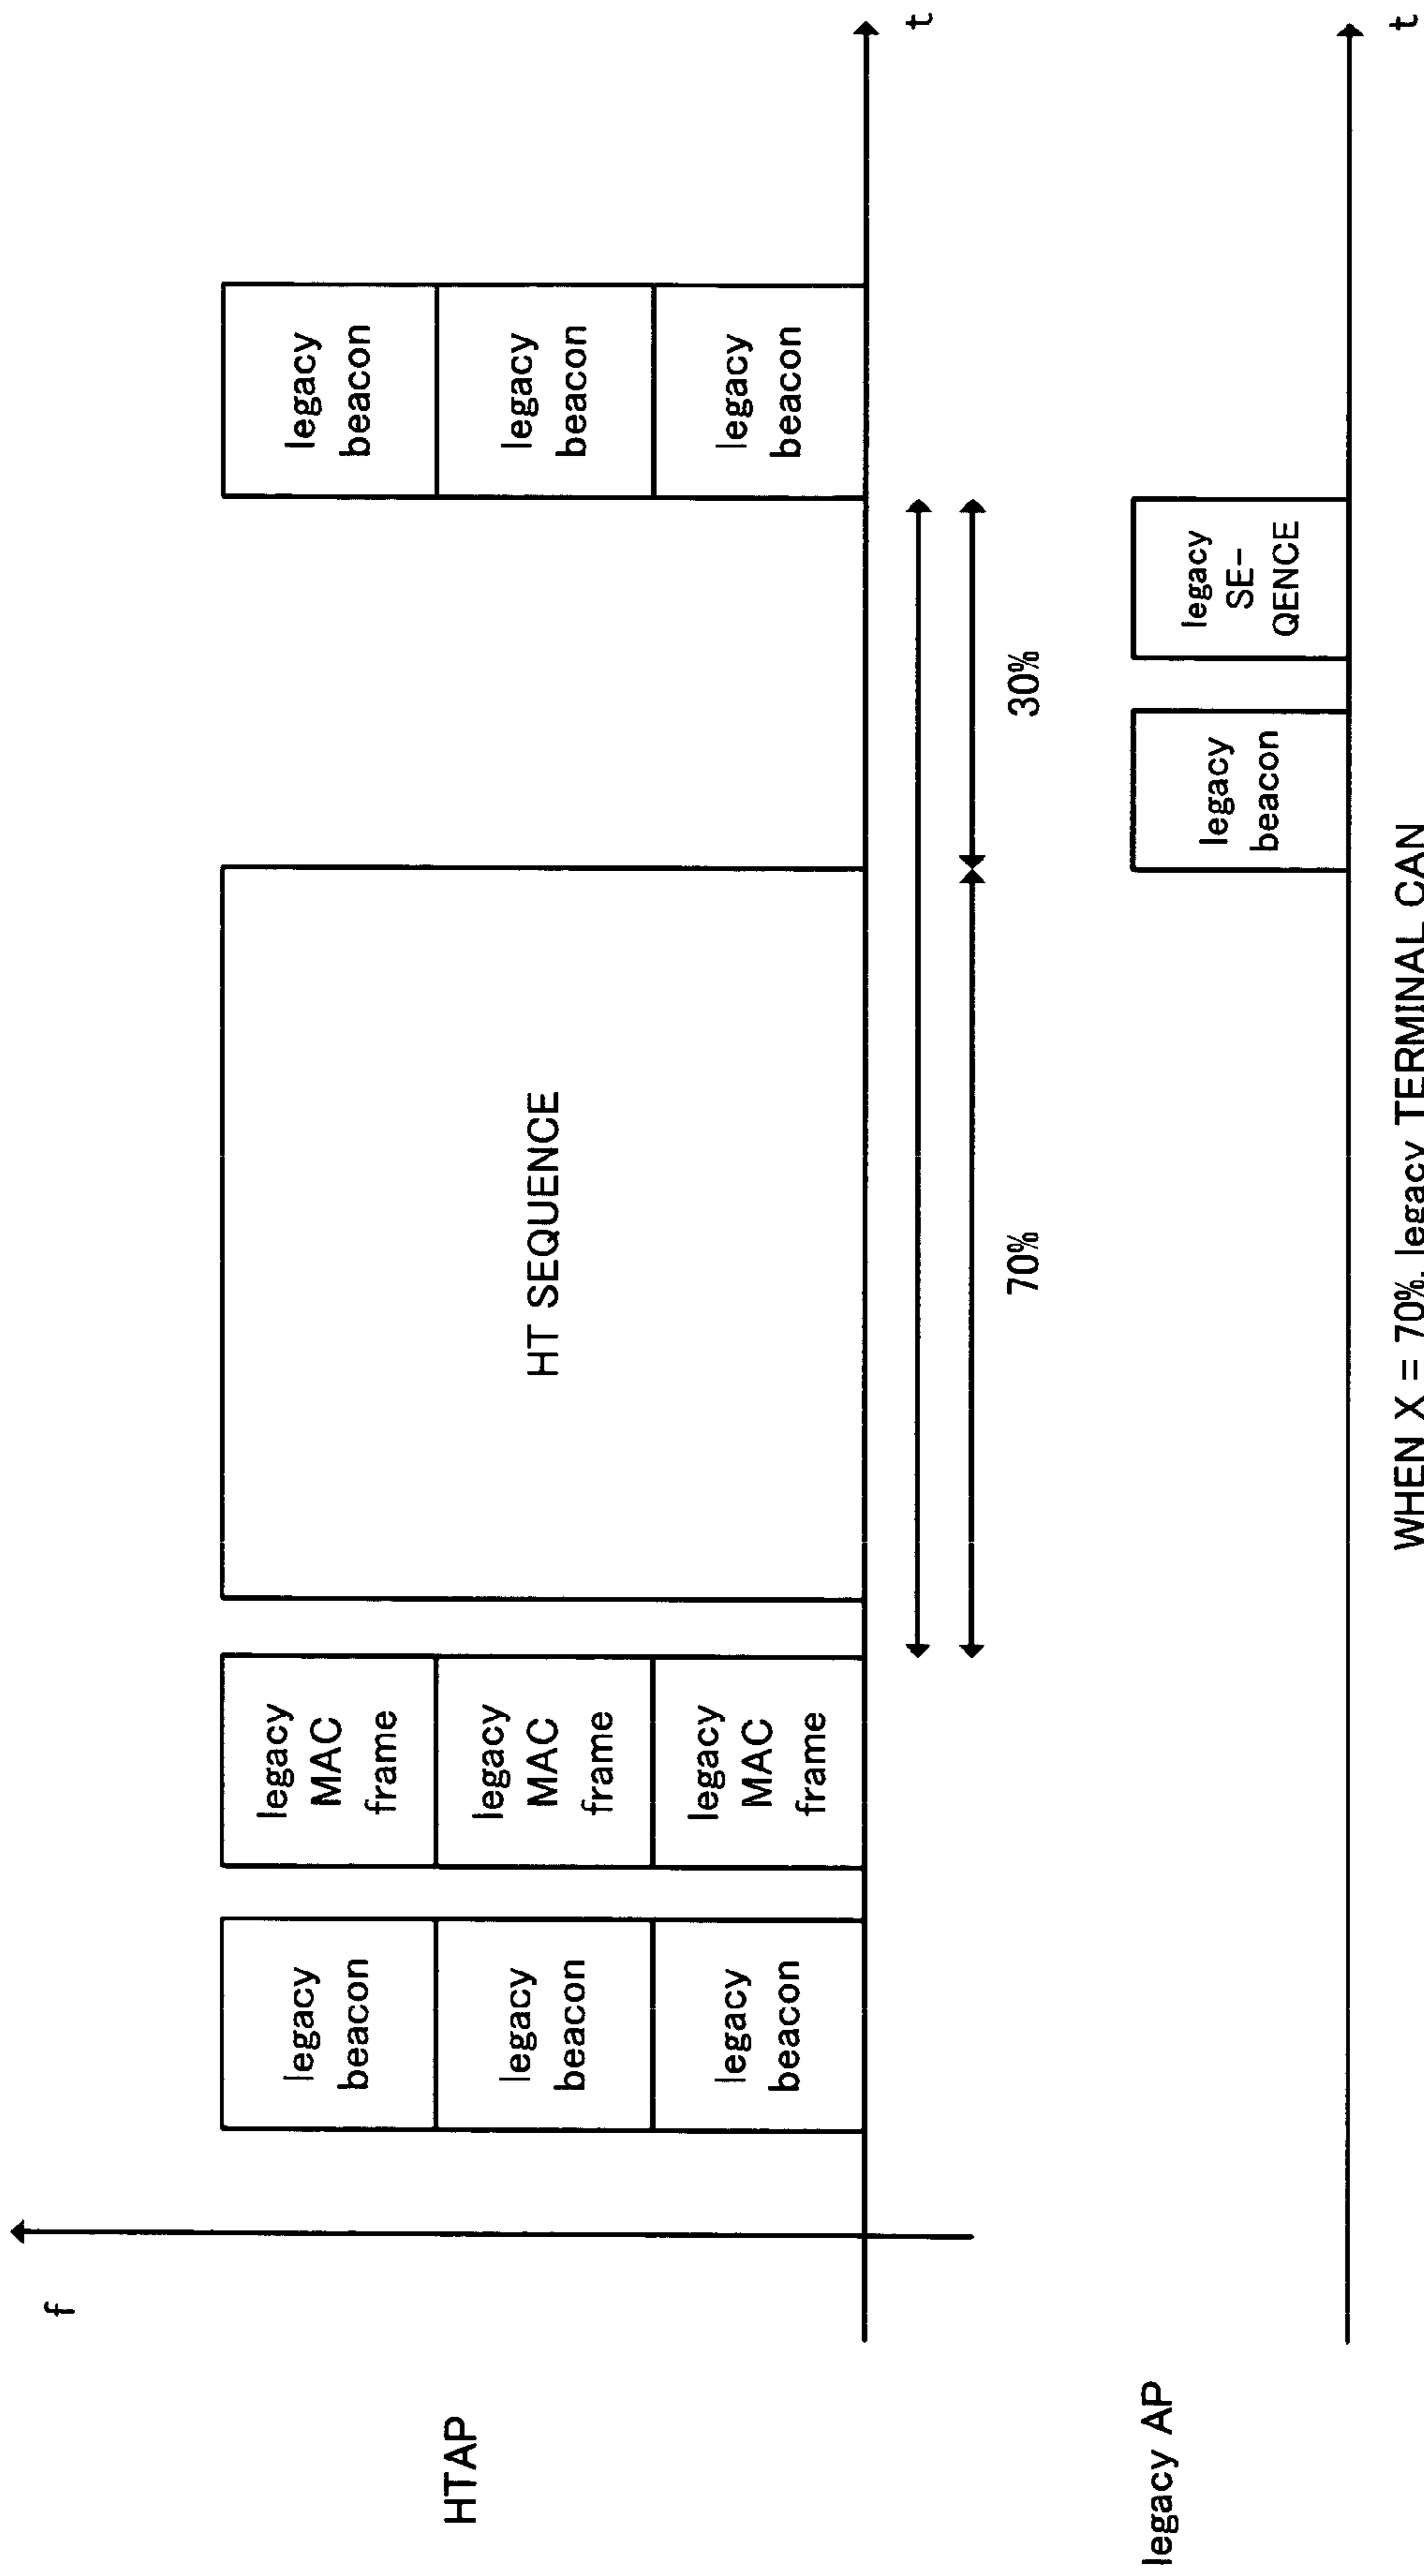 f
HTAP
legacy
beacon
legacy
beacon
legacy
beacon
legacy
MAC
frame
legacy
MAC
frame
legacy
MAC
frame
HT SEQUENCE
legacy
beacon
legacy
beacon
legacy
beacon
t
70%
30%
legacy AP
legacy
beacon
legacy
SE-
QENCE
t
WHEN X = 70%, legacy TERMINAL CAN